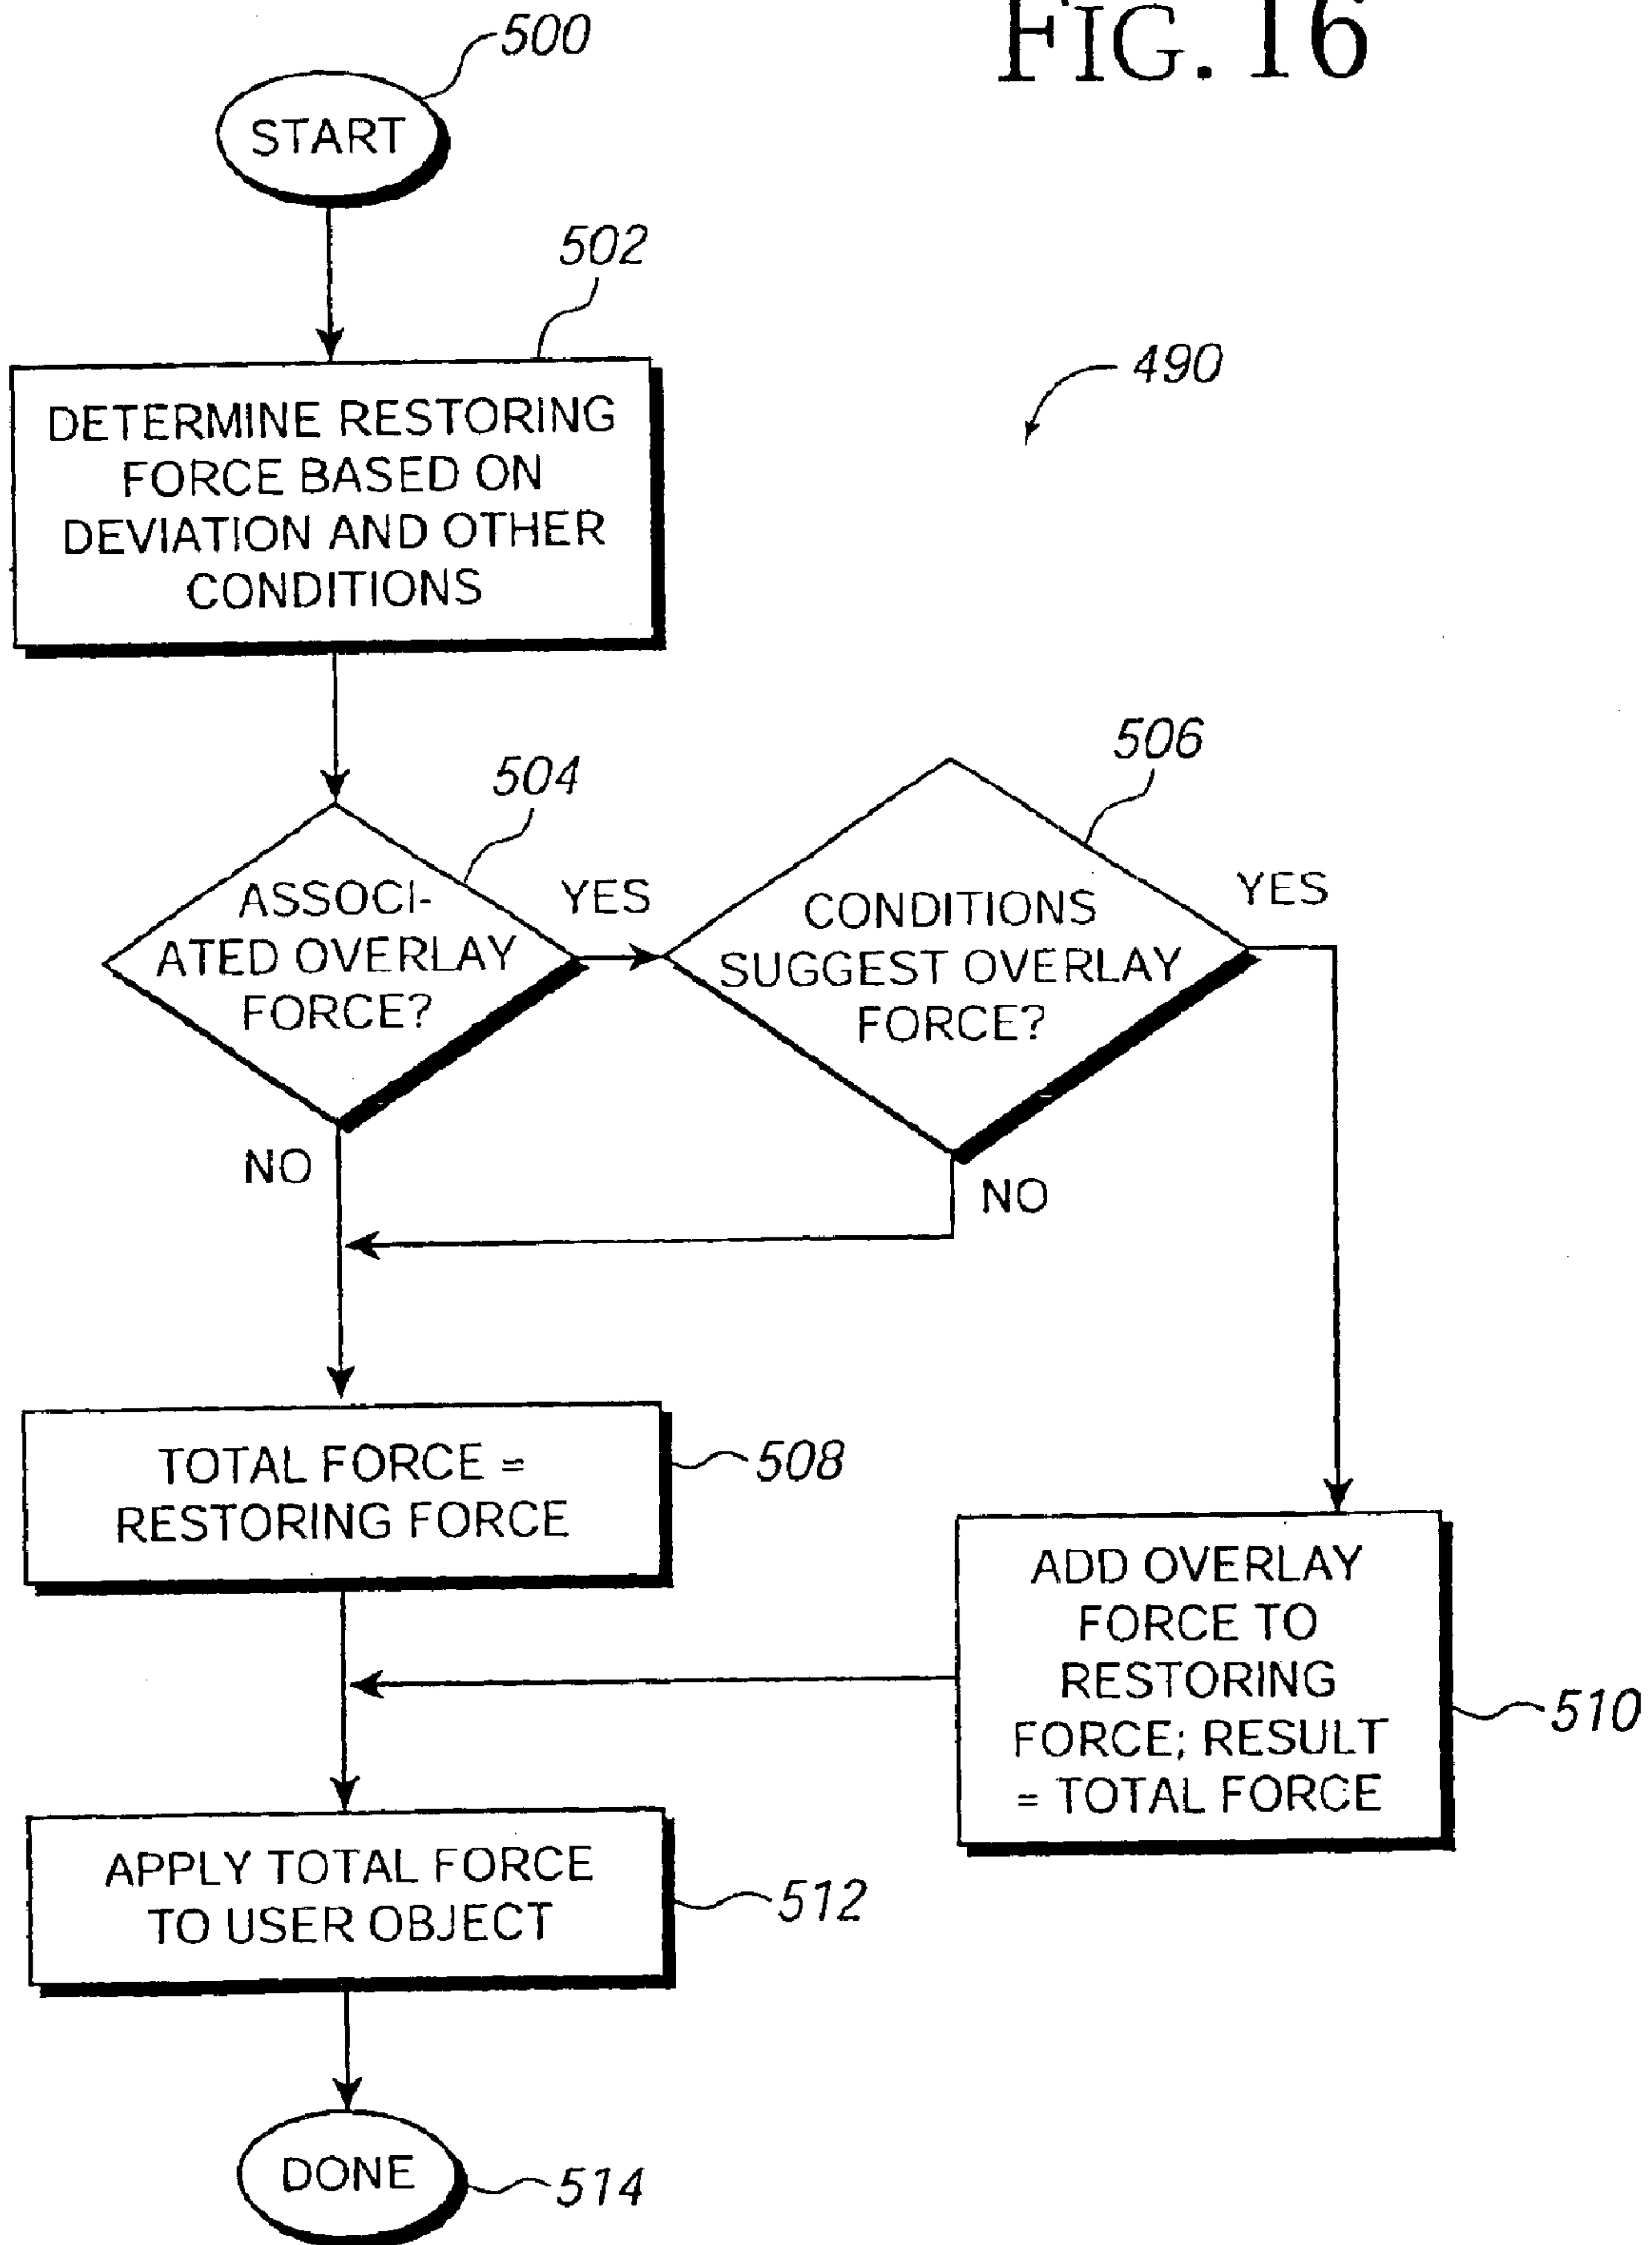 FIG. 16
500
START
502
490
DETERMINE RESTORING
FORCE BASED ON
DEVIATION AND OTHER
CONDITIONS
504
506
ASSOCI-
ATED OVERLAY
FORCE?
YES
CONDITIONS
SUGGEST OVERLAY
FORCE?
YES
NO
NO
TOTAL FORCE =
RESTORING FORCE
508
ADD OVERLAY
FORCE TO
RESTORING
FORCE; RESULT
= TOTAL FORCE
510
APPLY TOTAL FORCE
TO USER OBJECT
512
DONE
514